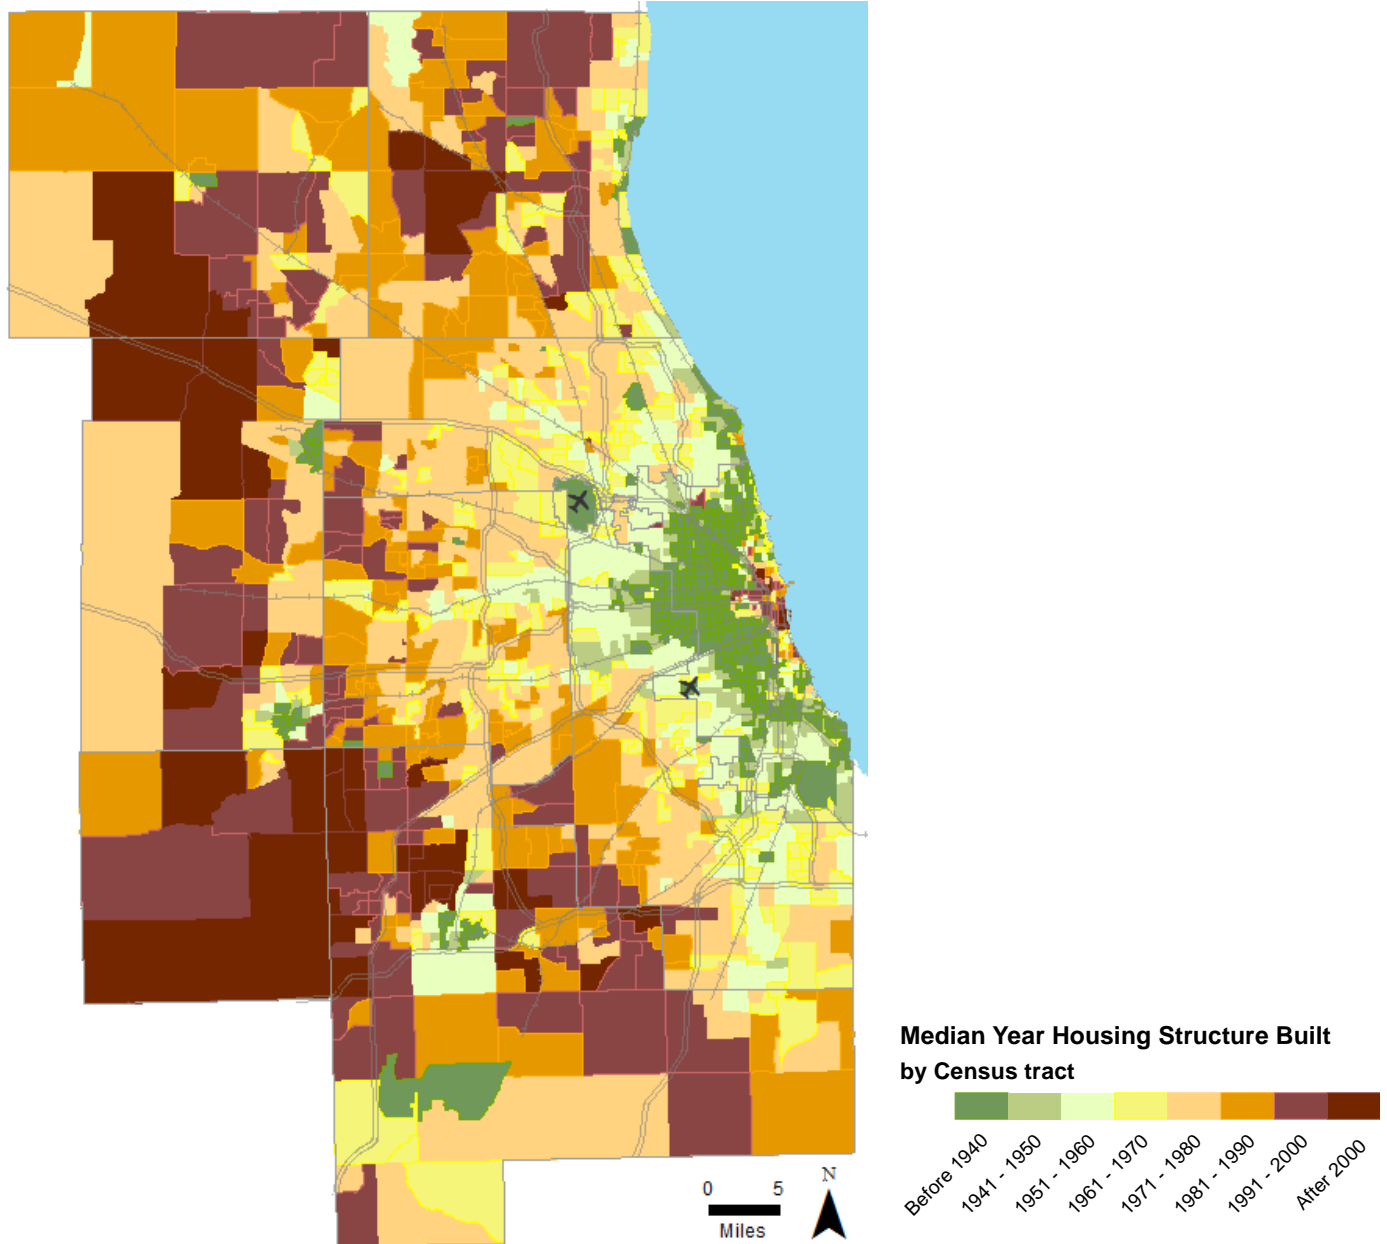 Median Year Housing Structure Built
by Census tract
Before 1940
1941 - 1950
1951 - 1960
1961 - 1970
1971 - 1980
1981 - 1990
1991 - 2000
After 2000
0 5
Miles
N